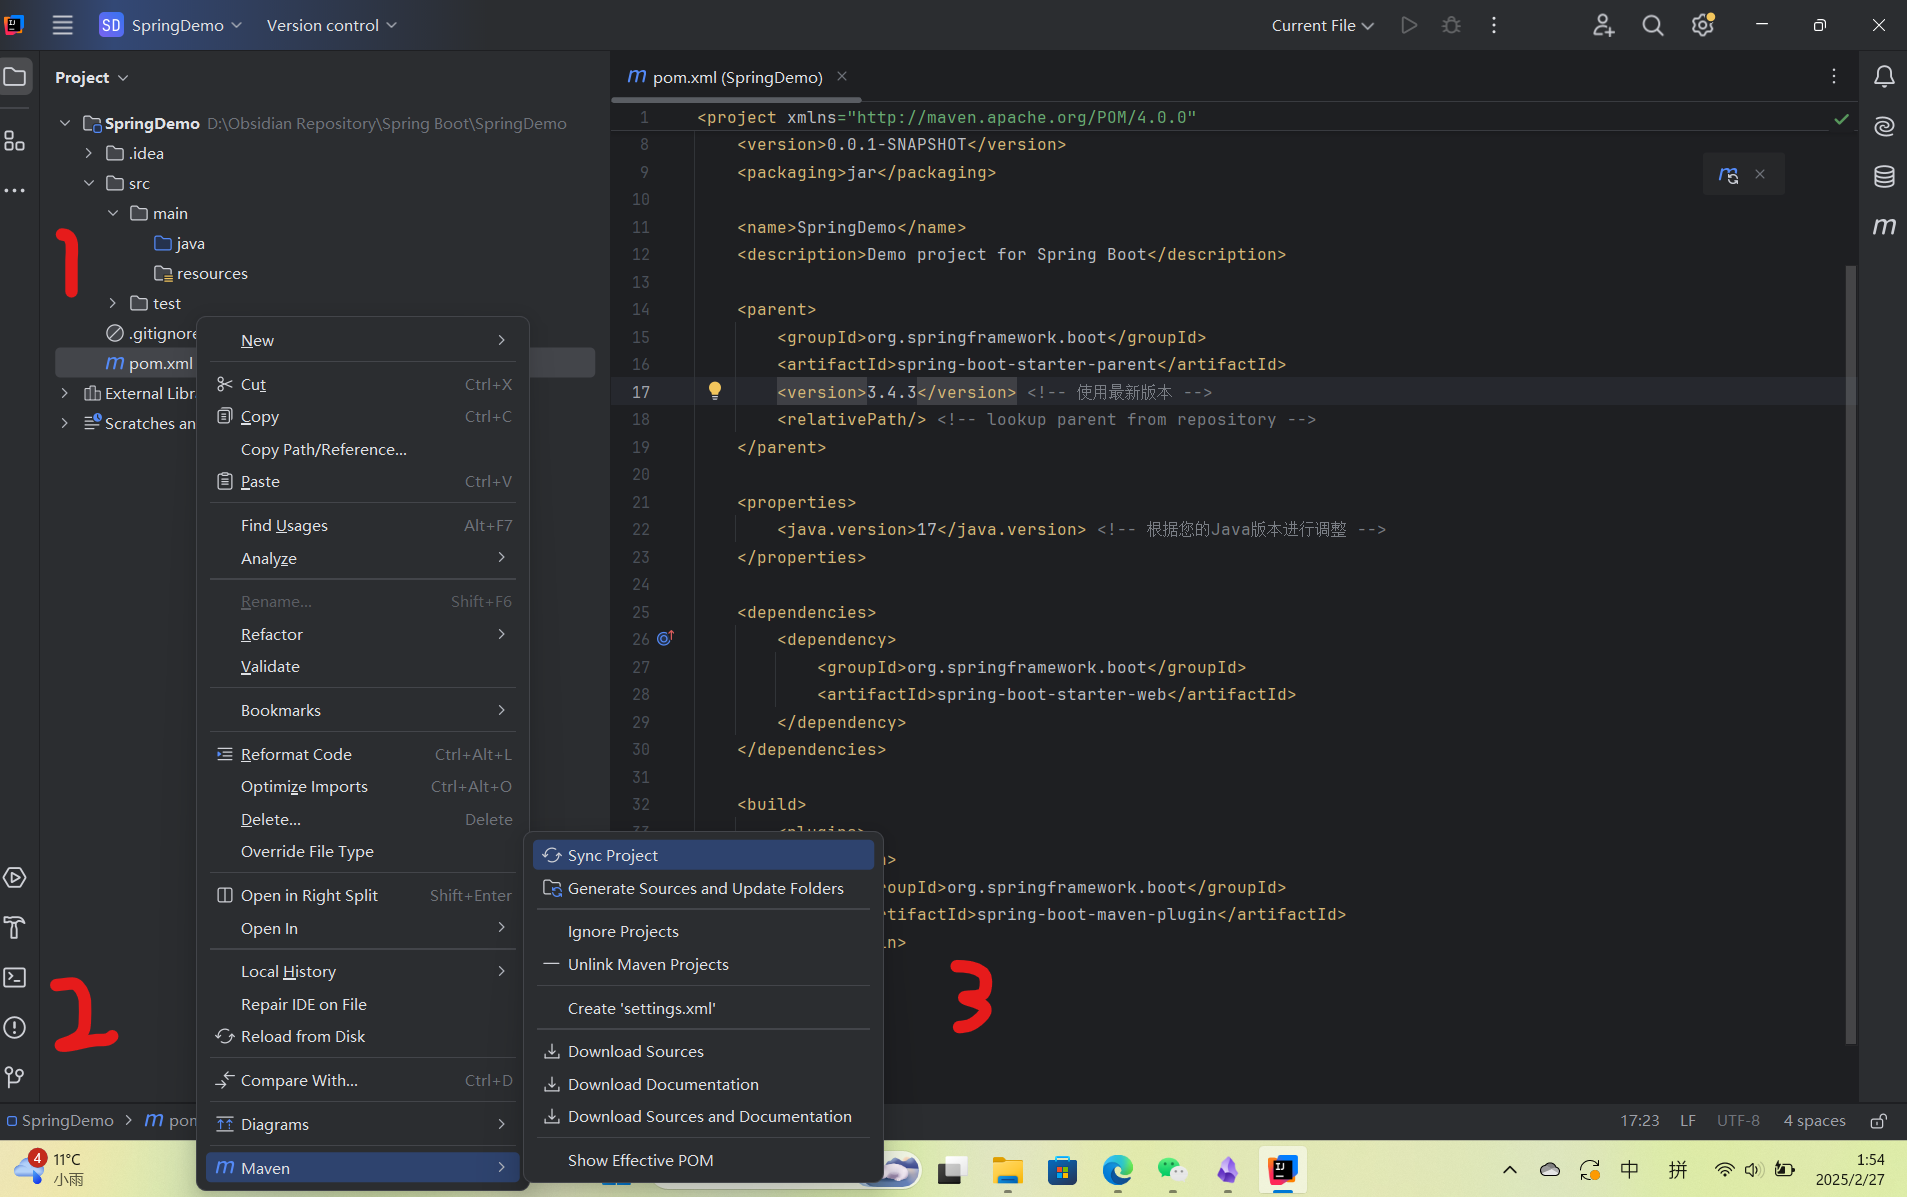 SD SpringDemo Version control Current File
Project
pom.xml (SpringDemo)
SpringDemo D:\Obsidian Repository\Spring Boot\SpringDemo
.idea
src
main
java
resources
test
.gitignore
pom.xml
External Libr
Scratches an
1
2
3
1 <project xmlns="http://maven.apache.org/POM/4.0.0"
8 <version>0.0.1-SNAPSHOT</version>
9 <packaging>jar</packaging>
10
11 <name>SpringDemo</name>
12 <description>Demo project for Spring Boot</description>
13
14 <parent>
15 <groupId>org.springframework.boot</groupId>
16 <artifactId>spring-boot-starter-parent</artifactId>
17 <version>3.4.3</version> <!-- 使用最新版本 -->
18 <relativePath/> <!-- lookup parent from repository -->
19 </parent>
20
21 <properties>
22 <java.version>17</java.version> <!-- 根据您的Java版本进行调整 -->
23 </properties>
24
25 <dependencies>
26 <dependency>
27 <groupId>org.springframework.boot</groupId>
28 <artifactId>spring-boot-starter-web</artifactId>
29 </dependency>
30 </dependencies>
31
32 <build>
33 <plugins>
n>
oupId>org.springframework.boot</groupId>
tifactId>spring-boot-maven-plugin</artifactId>
in>
New
Cut Ctrl+X
Copy Ctrl+C
Copy Path/Reference...
Paste Ctrl+V
Find Usages Alt+F7
Analyze
Rename... Shift+F6
Refactor
Validate
Bookmarks
Reformat Code Ctrl+Alt+L
Optimize Imports Ctrl+Alt+O
Delete... Delete
Override File Type
Open in Right Split Shift+Enter
Open In
Local History
Repair IDE on File
Reload from Disk
Compare With... Ctrl+D
Diagrams
Maven
Sync Project
Generate Sources and Update Folders
Ignore Projects
Unlink Maven Projects
Create 'settings.xml'
Download Sources
Download Documentation
Download Sources and Documentation
Show Effective POM
SpringDemo > pon
17:23 LF UTF-8 4 spaces
4 11°C
小雨
中 拼
1:54
2025/2/27